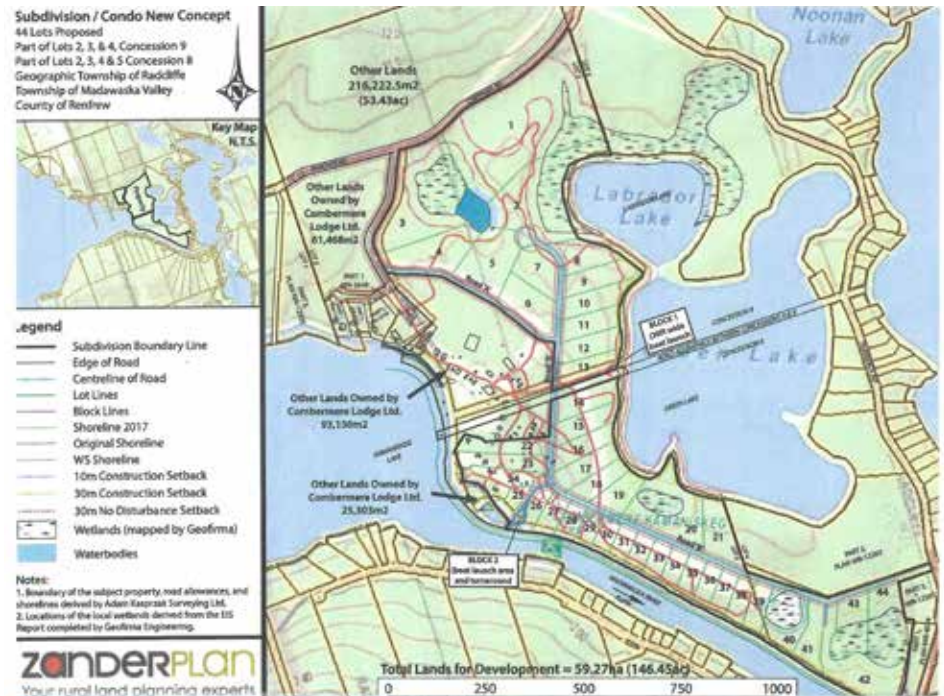 Subdivision / Condo New Concept
44 Lots Proposed
Part of Lots 2, 3, & 4, Concession 9
Part of Lots 2, 3, 4 & 5 Concession 8
Geographic Township of Radcliffe
Township of Madawaska Valley
County of Renfrew
N
Key Map
N.T.S.
.egend
Subdivision Boundary Line
Edge of Road
Centreline of Road
Lot Lines
Block Lines
Shoreline 2017
Original Shoreline
WS Shoreline
10m Construction Setback
30m Construction Setback
30m No Disturbance Setback
Wetlands (mapped by Geofirma)
Waterbodies
Notes:
1. Boundary of the subject property, road allowances, and
shorelines derived by Adam Kasprzak Surveying Ltd.
2. Locations of the local wetlands derived from the EIS
Report completed by Geofirma Engineering.
ZANDERPLAN
Your rural land planning experts
Noonan
Lake
Other Lands
216,222.5m2
(53.43ac)
Other Lands
Owned by
Combermere
Lodge Ltd.
61,468m2
Labrador
Lake
1
2
3
4
5
6
7
8
9
10
11
12
13
14
15
16
17
18
19
20
21
22
23
24
25
26
27
28
29
30
31
32
33
34
35
36
37
38
39
40
41
42
43
44
BLOCK 1
boat launch
Lake
GREEN LAKE
Other Lands Owned by
Combermere Lodge Ltd.
93,150m2
Other Lands Owned by
Combermere Lodge Ltd.
25,303m2
BLOCK 2
Boat launch area
and turnaround
Total Lands for Development = 59.27ha (146.45ac)
0 250 500 750 1000